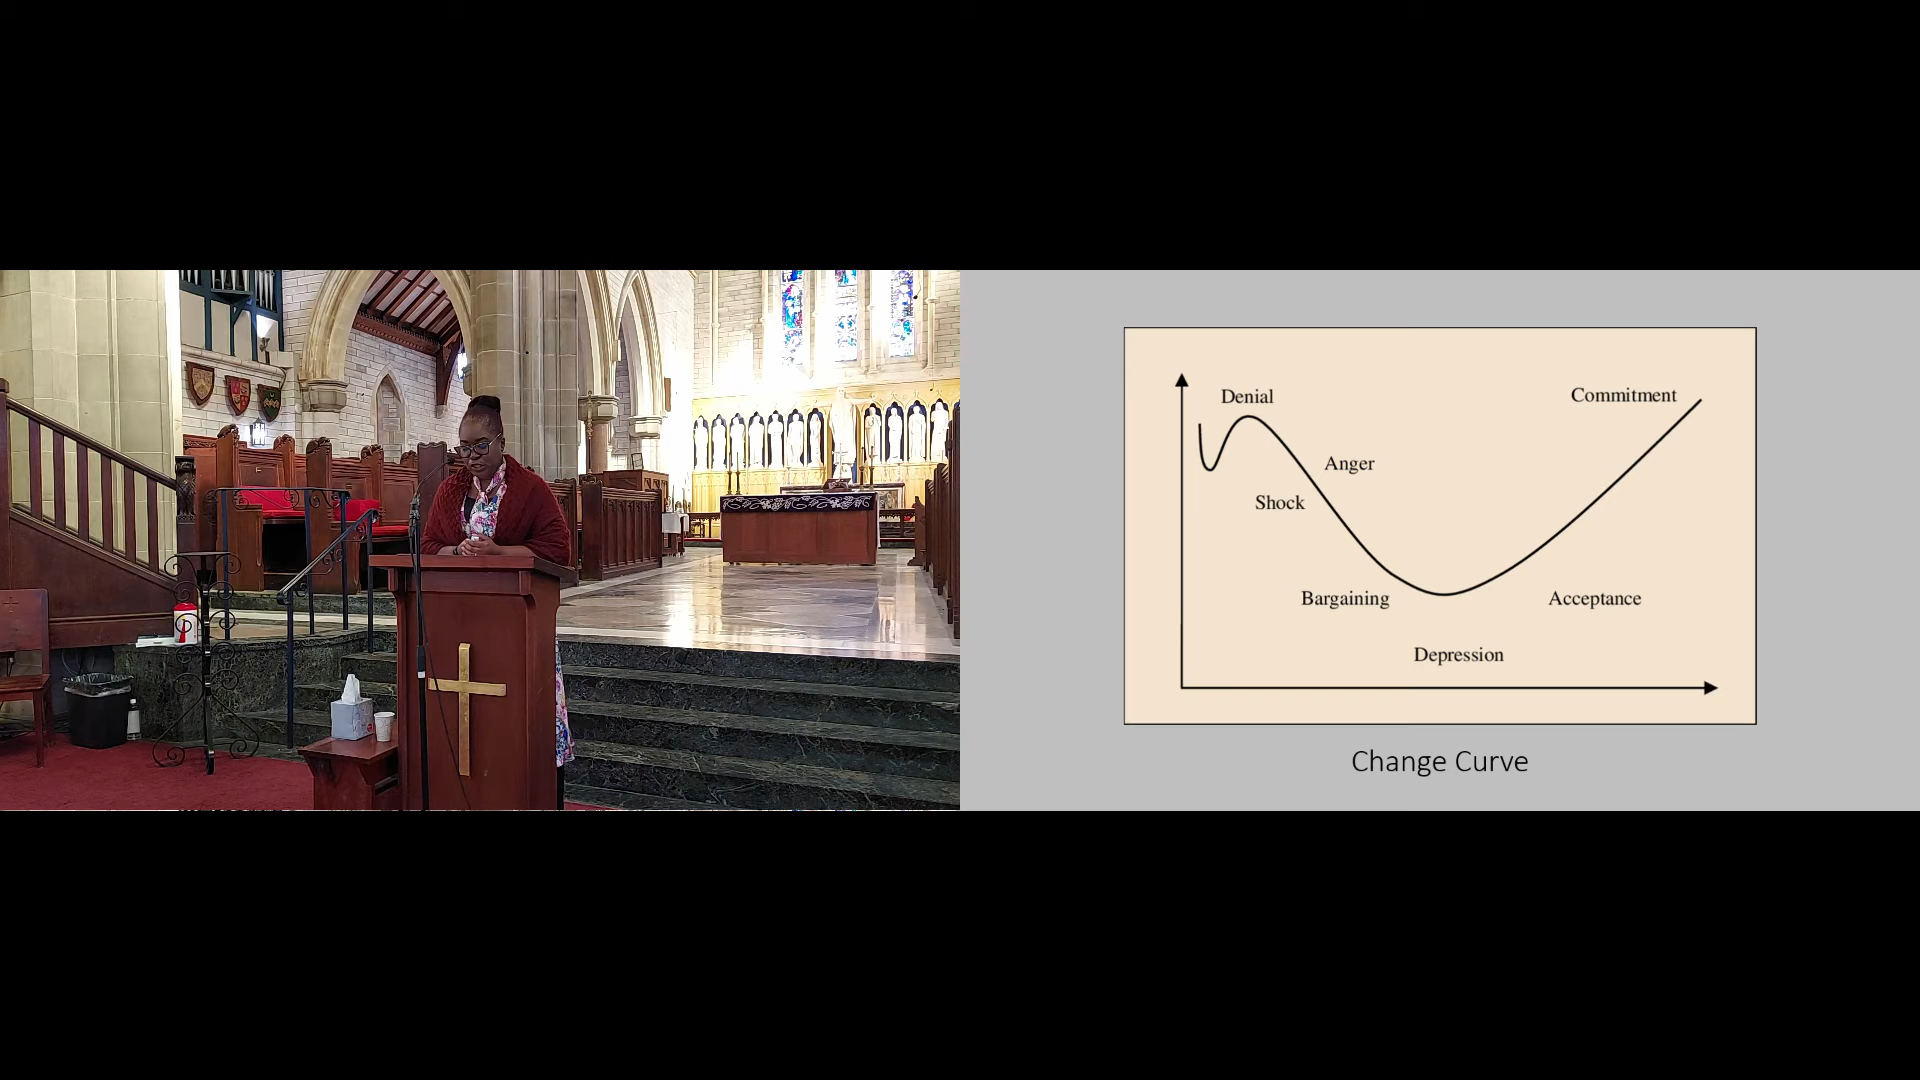 Denial
Commitment
Anger
Shock
Bargaining
Acceptance
Depression
Change Curve